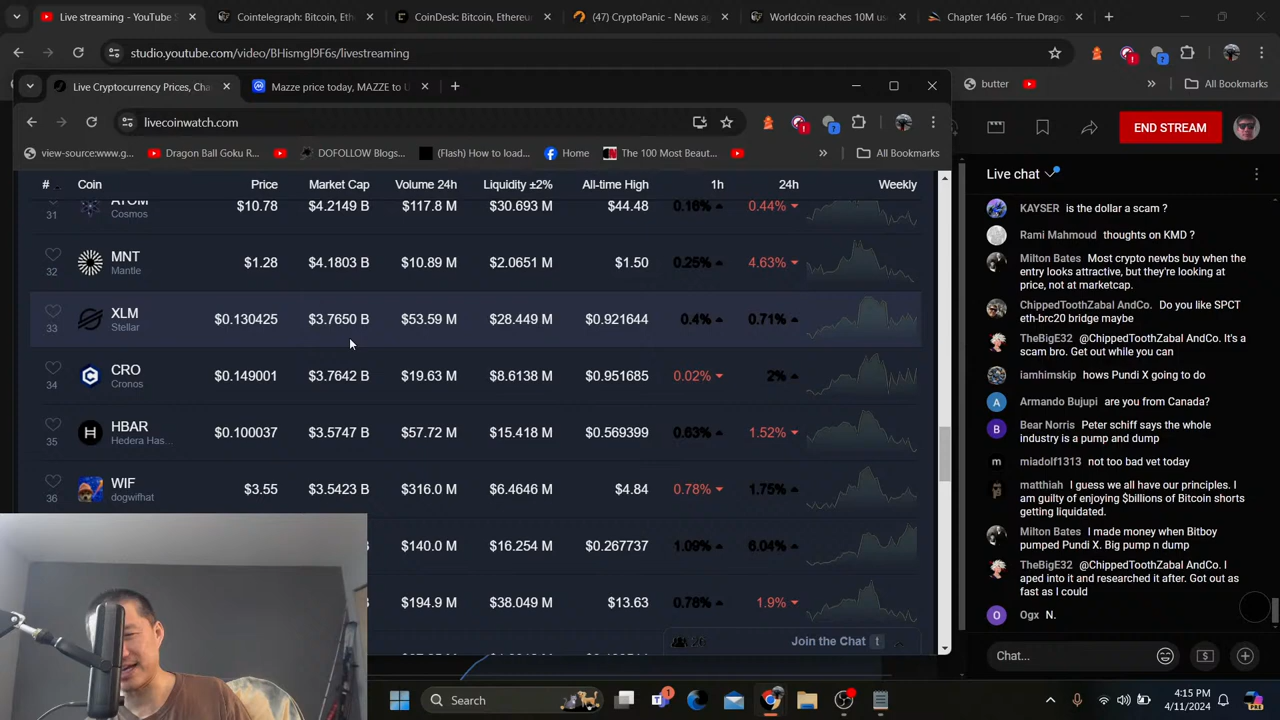 live streaming - YouTube S
Cointelegraph: Bitcoin, Eth
CoinDesk: Bitcoin, Ethereu
(47) CryptoPanic - News ag
Worldcoin reaches 10M us
Chapter 1466 - True Drago
studio.youtube.com/video/BHismgI9F6s/livestreaming
butter
All Bookmarks
Live Cryptocurrency Prices, Cha
Mazze price today, MAZZE to U
livecoinwatch.com
view-source:www.g...
Dragon Ball Goku R...
DOFOLLOW Blogs...
(Flash) How to load...
Home
The 100 Most Beaut...
All Bookmarks
END STREAM
# Coin Price Market Cap Volume 24h Liquidity ±2% All-time High 1h 24h Weekly
31 ATOM Cosmos $10.78 $4.2149 B $117.8 M $30.693 M $44.48 0.16% 0.44%
32 MNT Mantle $1.28 $4.1803 B $10.89 M $2.0651 M $1.50 0.25% 4.63%
33 XLM Stellar $0.130425 $3.7650 B $53.59 M $28.449 M $0.921644 0.4% 0.71%
34 CRO Cronos $0.149001 $3.7642 B $19.63 M $8.6138 M $0.951685 0.02% 2%
35 HBAR Hedera Has... $0.100037 $3.5747 B $57.72 M $15.418 M $0.569399 0.63% 1.52%
36 WIF dogwifhat $3.55 $3.5423 B $316.0 M $6.4646 M $4.84 0.78% 1.75%
B $140.0 M $16.254 M $0.267737 1.09% 6.04%
B $194.9 M $38.049 M $13.63 0.76% 1.9%
Join the Chat t
Live chat
KAYSER is the dollar a scam ?
Rami Mahmoud thoughts on KMD ?
Milton Bates Most crypto newbs buy when the
entry looks attractive, but they're looking at
price, not at marketcap.
ChippedToothZabal AndCo. Do you like SPCT
eth-brc20 bridge maybe
TheBigE32 @ChippedToothZabal AndCo. It's a
scam bro. Get out while you can
iamhimskip hows Pundi X going to do
Armando Bujupi are you from Canada?
Bear Norris Peter schiff says the whole
industry is a pump and dump
miadolf1313 not too bad vet today
matthiah I guess we all have our principles. I
am guilty of enjoying $billions of Bitcoin shorts
getting liquidated.
Milton Bates I made money when Bitboy
pumped Pundi X. Big pump n dump
TheBigE32 @ChippedToothZabal AndCo. I
aped into it and researched it after. Got out as
fast as I could
Ogx N.
Chat...
Search
4:15 PM
4/11/2024